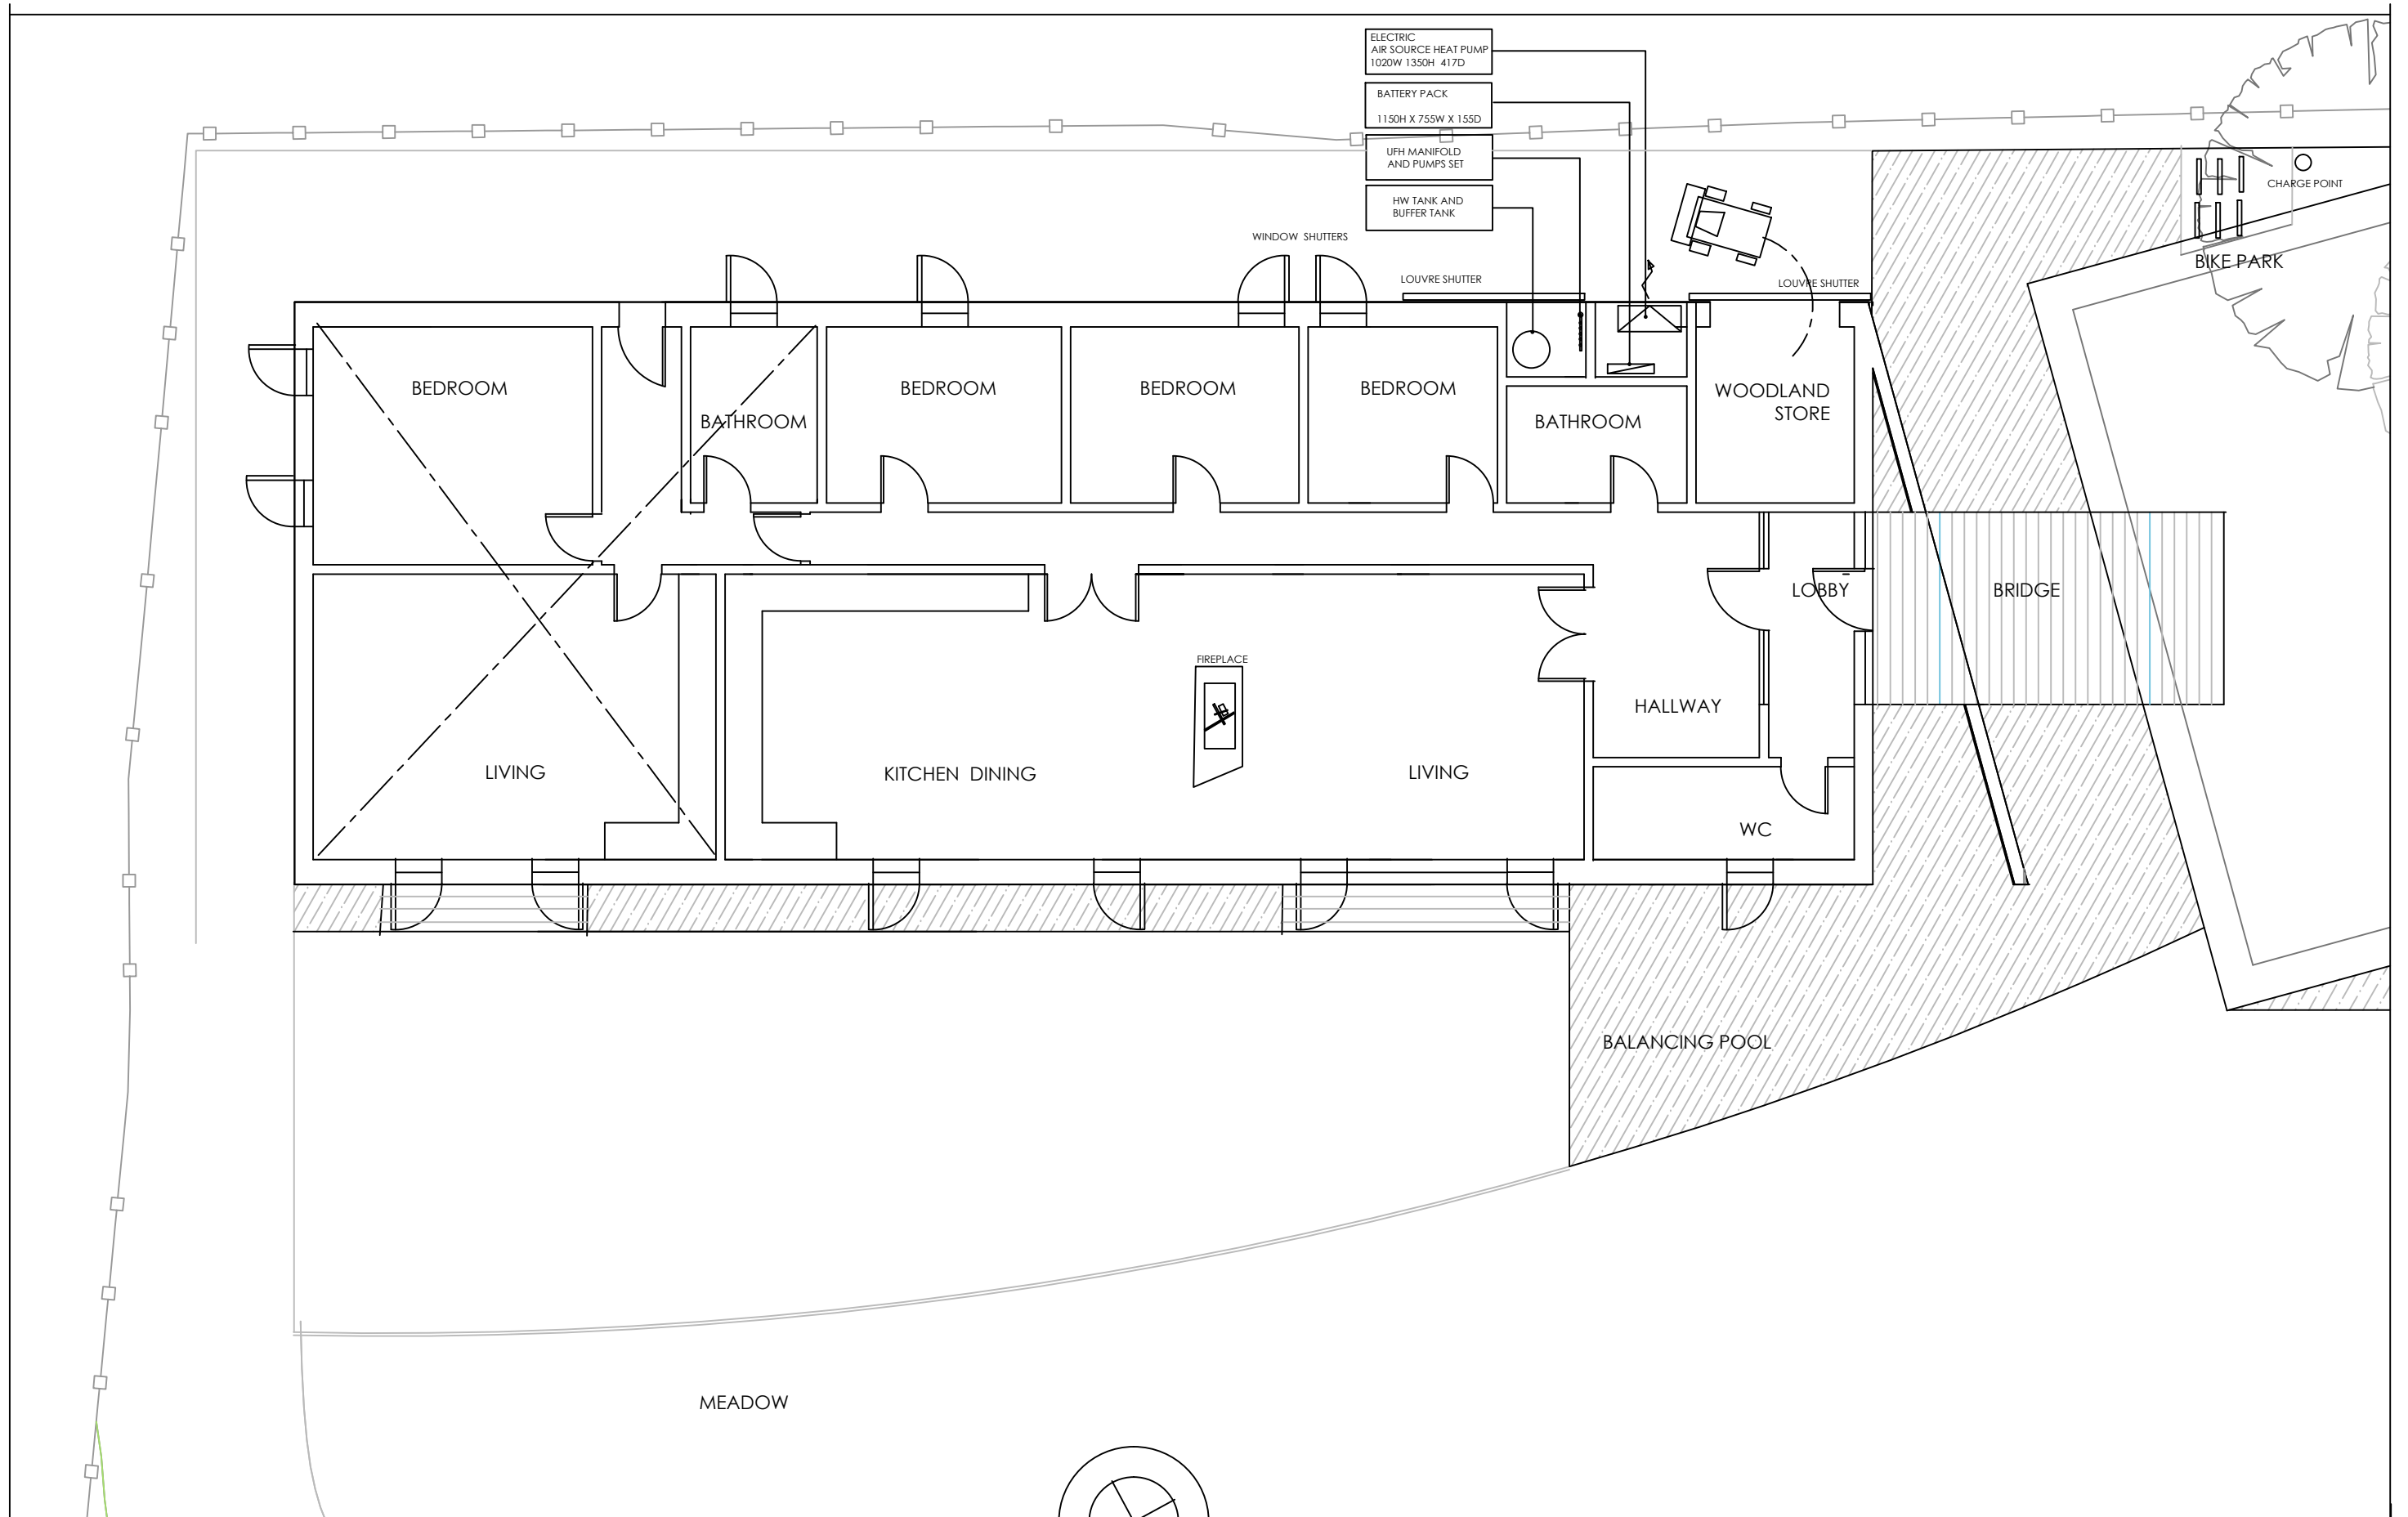 ELECTRIC
AIR SOURCE HEAT PUMP
1020W 1350H 417D
BATTERY PACK
1150H X 755W X 155D
UFH MANIFOLD
AND PUMPS SET
HW TANK AND
BUFFER TANK
CHARGE POINT
WINDOW SHUTTERS
BIKE PARK
LOUVRE SHUTTER
LOUVRE SHUTTER
BEDROOM
BATHROOM
BEDROOM
BEDROOM
BEDROOM
BATHROOM
WOODLAND
STORE
LOBBY
BRIDGE
FIREPLACE
HALLWAY
LIVING
KITCHEN DINING
LIVING
WC
BALANCING POOL
MEADOW